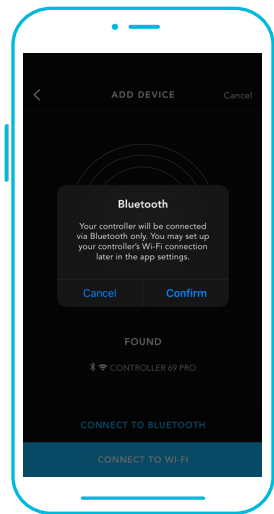 ADD DEVICE Cancel
Bluetooth
Your controller will be connected
via Bluetooth only. You may set up
your controller's Wi-Fi connection
later in the app settings.
Cancel Confirm
FOUND
CONTROLLER 69 PRO
CONNECT TO BLUETOOTH
CONNECT TO WI-FI